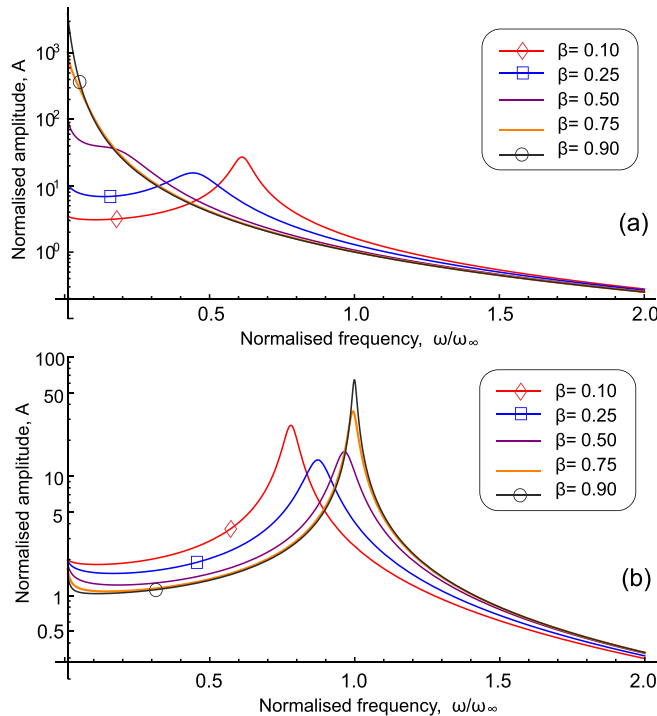 Normalised amplitude, A
10³
10²
10¹
10⁰
β= 0.10
β= 0.25
β= 0.50
β= 0.75
β= 0.90
(a)
0.5 1.0 1.5 2.0
Normalised frequency, ω/ω∞
Normalised amplitude, A
100
50
10
5
1
0.5
β= 0.10
β= 0.25
β= 0.50
β= 0.75
β= 0.90
(b)
0.5 1.0 1.5 2.0
Normalised frequency, ω/ω∞